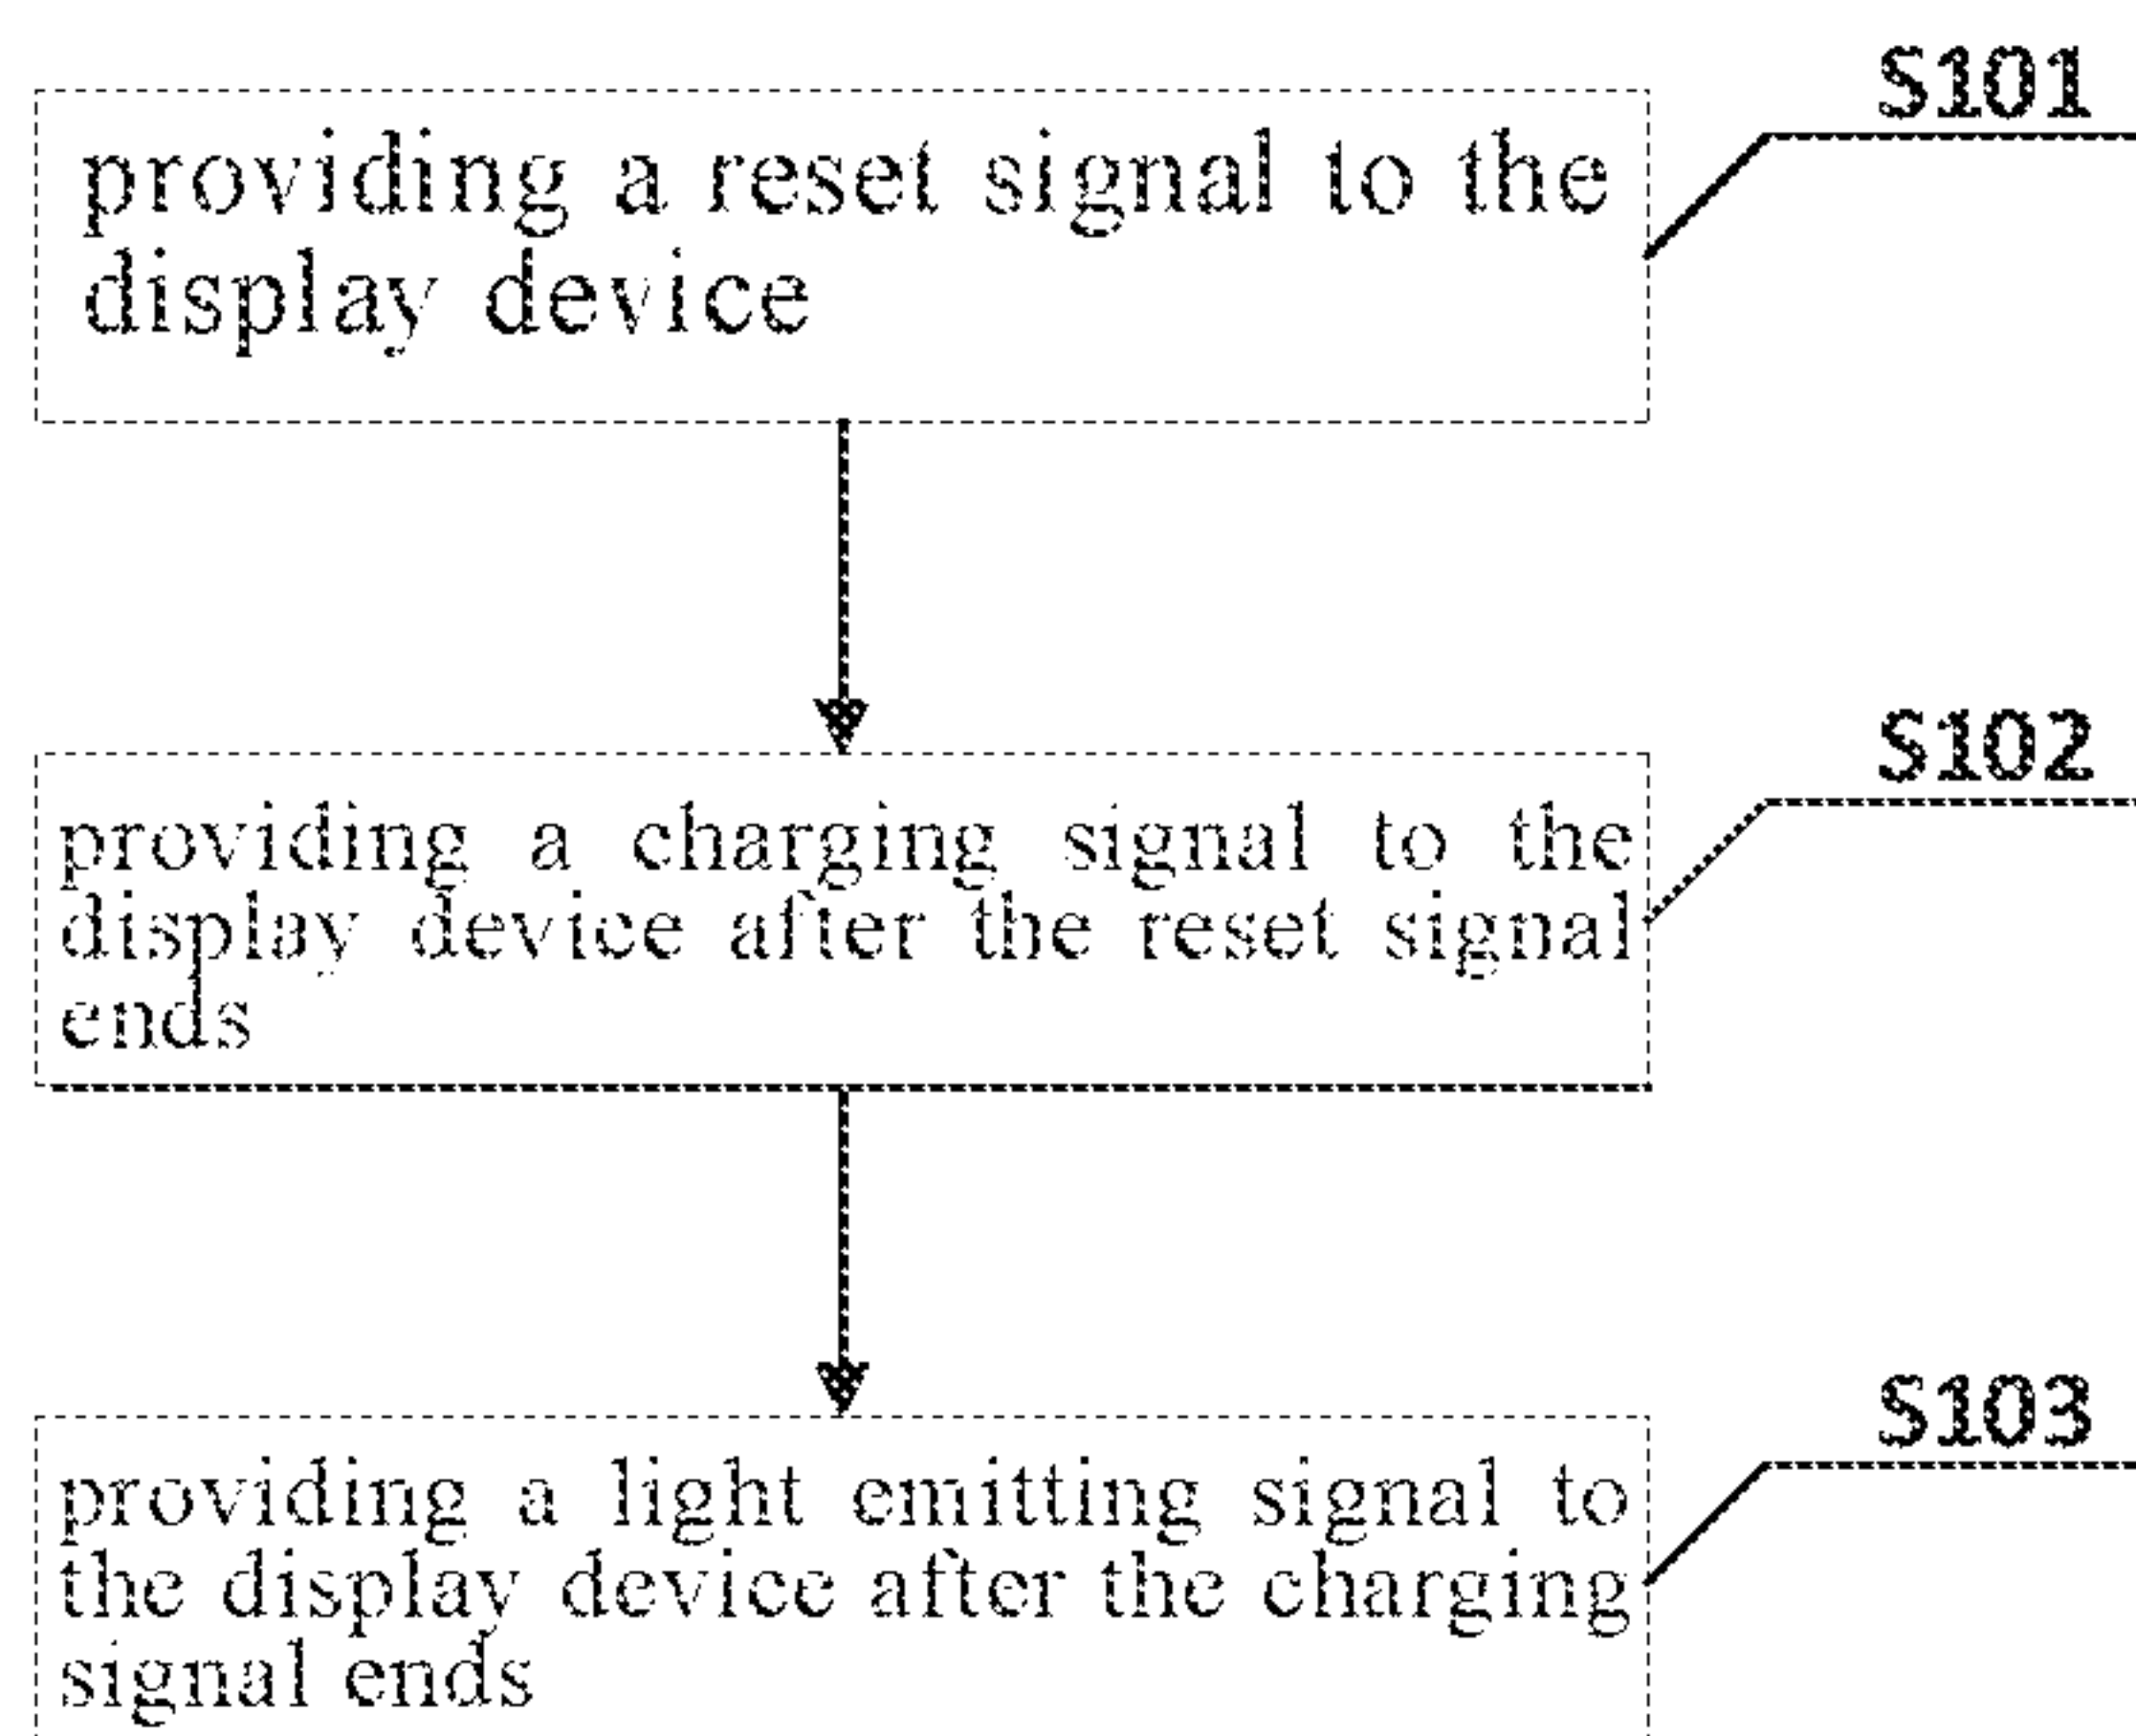 S101
providing a reset signal to the
display device
S102
providing a charging signal to the
display device after the reset signal
ends
S103
providing a light emitting signal to
the display device after the charging
signal ends